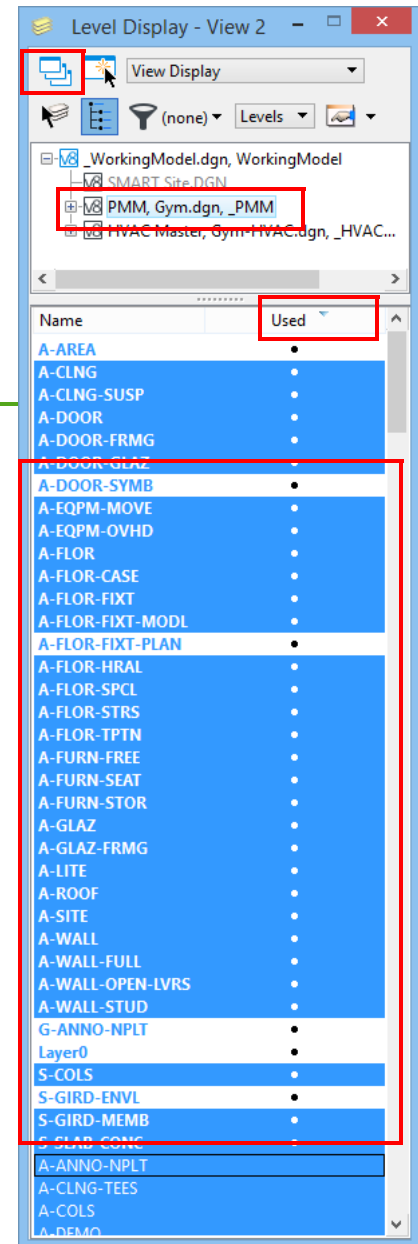 Level Display - View 2
View Display
(none) Levels
_WorkingModel.dgn, WorkingModel
SMART Site.DGN
PMM, Gym.dgn, _PMM
HVAC Master, Gym-HVAC.dgn, _HVAC...
Name Used
A-AREA
A-CLNG
A-CLNG-SUSP
A-DOOR
A-DOOR-FRMG
A-DOOR-GLAZ
A-DOOR-SYMB
A-EQPM-MOVE
A-EQPM-OVHD
A-FLOR
A-FLOR-CASE
A-FLOR-FIXT
A-FLOR-FIXT-MODL
A-FLOR-FIXT-PLAN
A-FLOR-HRAL
A-FLOR-SPCL
A-FLOR-STRS
A-FLOR-TPTN
A-FURN-FREE
A-FURN-SEAT
A-FURN-STOR
A-GLAZ
A-GLAZ-FRMG
A-LITE
A-ROOF
A-SITE
A-WALL
A-WALL-FULL
A-WALL-OPEN-LVRS
A-WALL-STUD
G-ANNO-NPLT
Layer0
S-COLS
S-GIRD-ENVL
S-GIRD-MEMB
S-SLAB-CONC
A-ANNO-NPLT
A-CLNG-TEES
A-COLS
A-DEMO